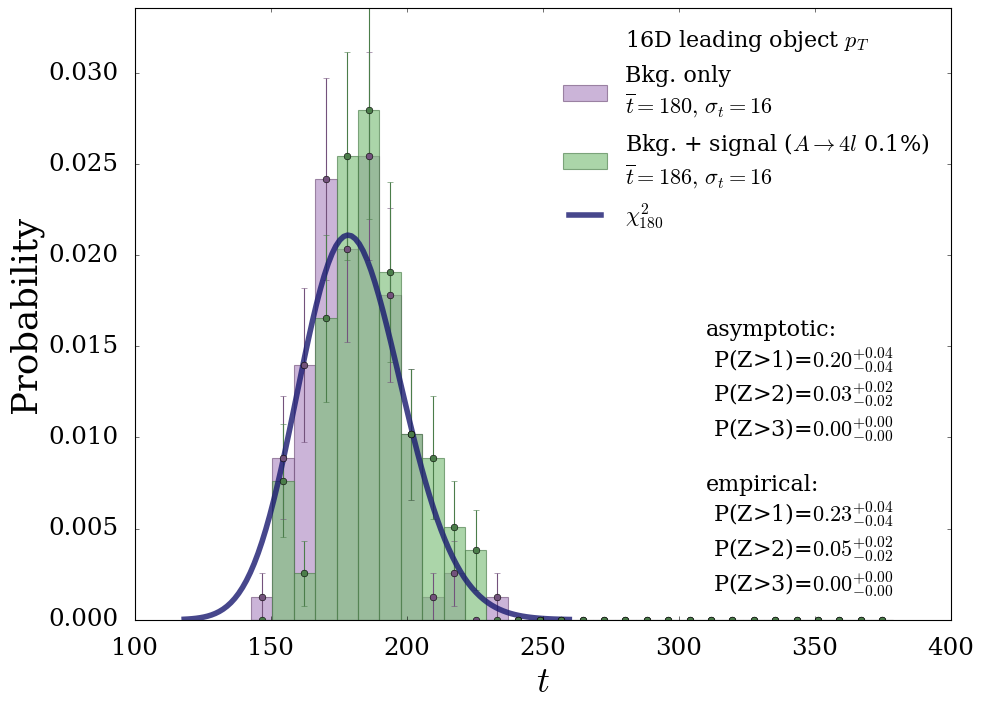 16D leading object $p_T$
Bkg. only
$\overline{t} = 180$, $\sigma_t = 16$
Bkg. + signal ($A \rightarrow 4l$ 0.1%)
$\overline{t} = 186$, $\sigma_t = 16$
$\chi^2_{180}$
asymptotic:
P(Z>1)=$0.20^{+0.04}_{-0.04}$
P(Z>2)=$0.03^{+0.02}_{-0.02}$
P(Z>3)=$0.00^{+0.00}_{-0.00}$
empirical:
P(Z>1)=$0.23^{+0.04}_{-0.04}$
P(Z>2)=$0.05^{+0.02}_{-0.02}$
P(Z>3)=$0.00^{+0.00}_{-0.00}$
Probability
0.030
0.025
0.020
0.015
0.010
0.005
0.000
100 150 200 250 300 350 400
$t$